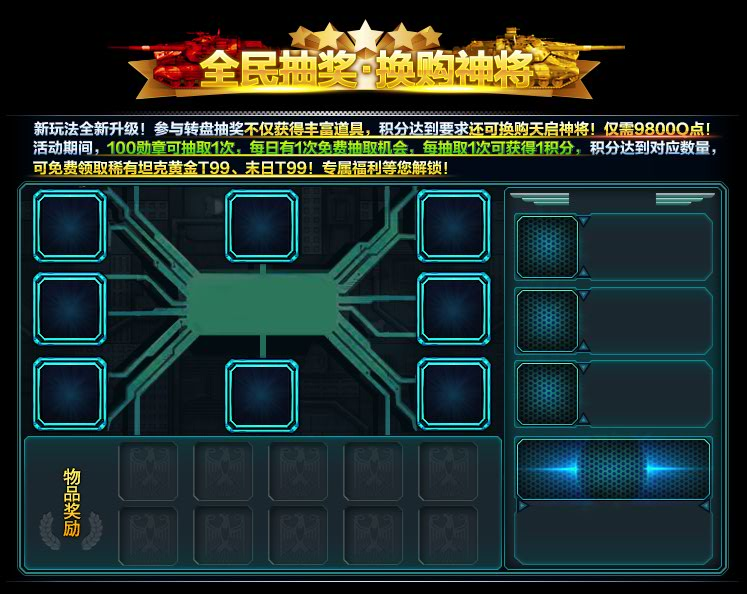 全民抽奖·换购神将
新玩法全新升级！参与转盘抽奖不仅获得丰富道具，积分达到要求还可换购天启神将！仅需9800O点！
活动期间，100勋章可抽取1次，每日有1次免费抽取机会，每抽取1次可获得1积分，积分达到对应数量，
可免费领取稀有坦克黄金T99、末日T99！专属福利等您解锁！
物品奖励